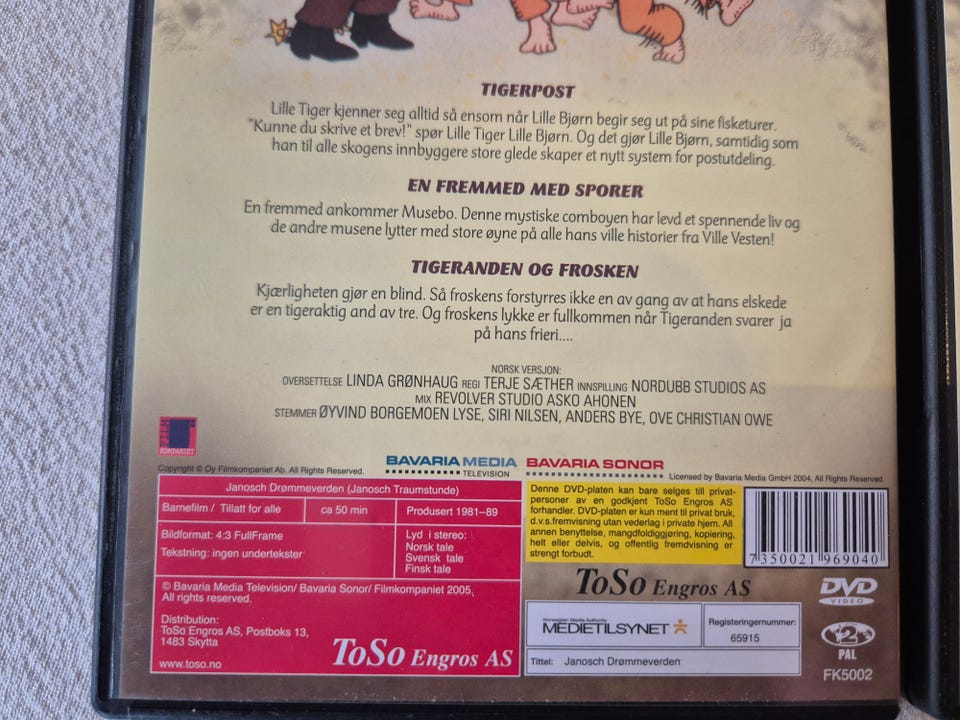 TIGERPOST
Lille Tiger kjenner seg alltid så ensom når Lille Bjørn begir seg ut på sine fisketurer.
"Kunne du skrive et brev!" spør Lille Tiger Lille Bjørn. Og det gjør Lille Bjørn, samtidig som
han til alle skogens innbyggere store glede skaper et nytt system for postutdeling.
EN FREMMED MED SPORER
En fremmed ankommer Musebo. Denne mystiske comboyen har levd et spennende liv og
de andre musene lytter med store øyne på alle hans ville historier fra Ville Vesten!
TIGERANDEN OG FROSKEN
Kjærligheten gjør en blind. Så froskens forstyrres ikke en av gang av at hans elskede
er en tigeraktig and av tre. Og froskens lykke er fullkommen når Tigeranden svarer ja
på hans frieri....
NORSK VERSJON:
OVERSETTELSE LINDA GRØNHAUG REGI TERJE SÆTHER INNSPILLING NORDUBB STUDIOS AS
MIX REVOLVER STUDIO ASKO AHONEN
STEMMER ØYVIND BORGEMOEN LYSE, SIRI NILSEN, ANDERS BYE, OVE CHRISTIAN OWE
FILM
KOMPANIET
Copyright © Oy Filmkompaniet Ab. All Rights Reserved.
BAVARIA MEDIA
TELEVISION
BAVARIA SONOR
Licensed by Bavaria Media GmbH 2004, All Rights Reserved.
Janosch Drømmeverden (Janosch Traumstunde)
Barnefilm / Tillatt for alle
ca 50 min
Produsert 1981–89
Bildformat: 4:3 FullFrame
Tekstning: ingen undertekster
Lyd i stereo:
Norsk tale
Svensk tale
Finsk tale
© Bavaria Media Television/ Bavaria Sonor/ Filmkompaniet 2005,
All rights reserved.
Distribution:
ToSo Engros AS, Postboks 13,
1483 Skytta
www.toso.no
ToSo Engros AS
Denne DVD-platen kan bare selges til privat-
personer av en godkjent ToSo Engros AS
forhandler. DVD-platen er kun ment til privat bruk,
d.v.s.fremvisning utan vederlag i private hjem. All
annen benyttelse, mangdfoldiggjøring, kopiering,
helt eller delvis, og offentlig fremdvisning er
strengt forbudt.
7 350021 969040
ToSo Engros AS
DVD
VIDEO
Norwegian Media Authority
MEDIETILSYNET
Registeringernummer:
65915
Tittel: Janosch Drømmeverden
2
PAL
FK5002